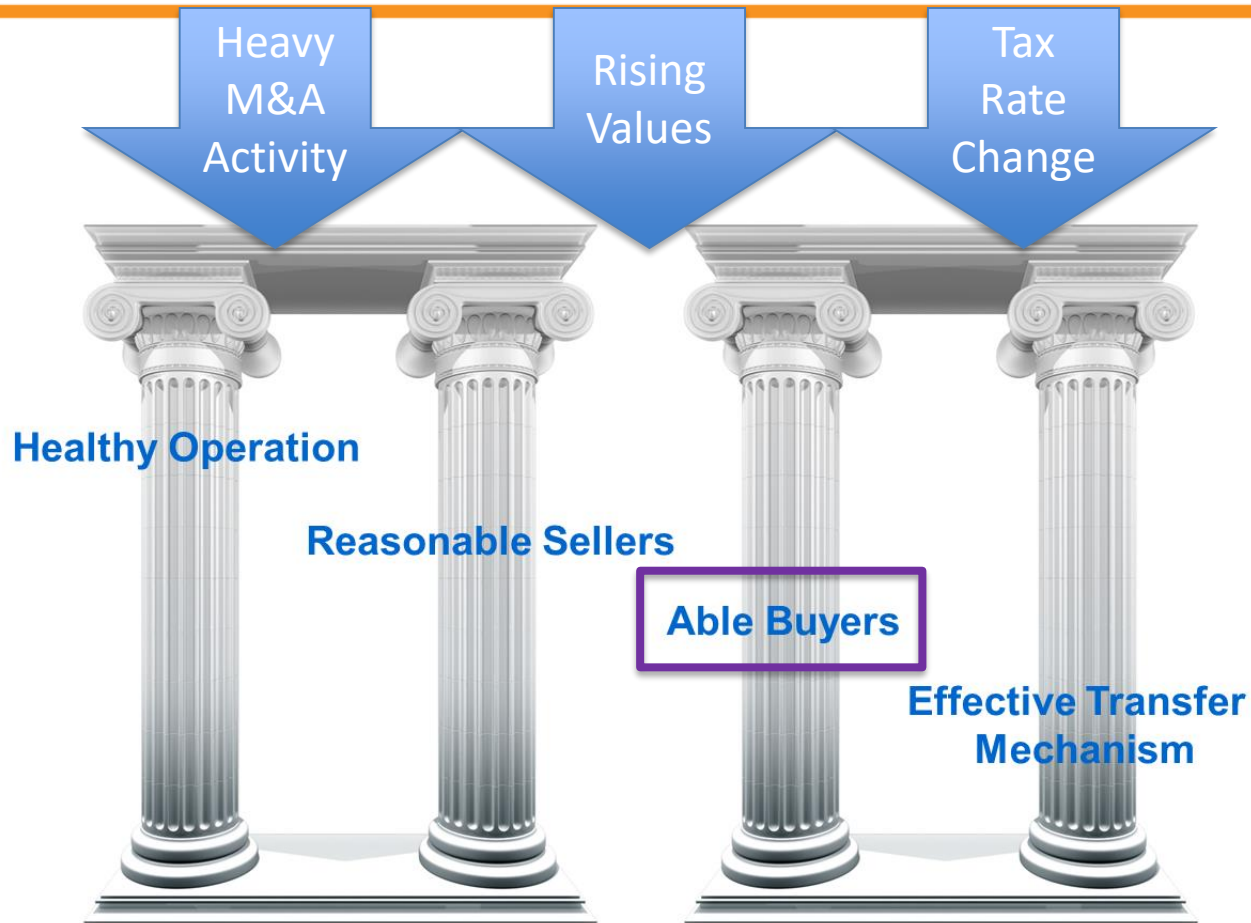 Heavy
M&A
Activity
Rising
Values
Tax
Rate
Change
Healthy Operation
Reasonable Sellers
Able Buyers
Effective Transfer
Mechanism